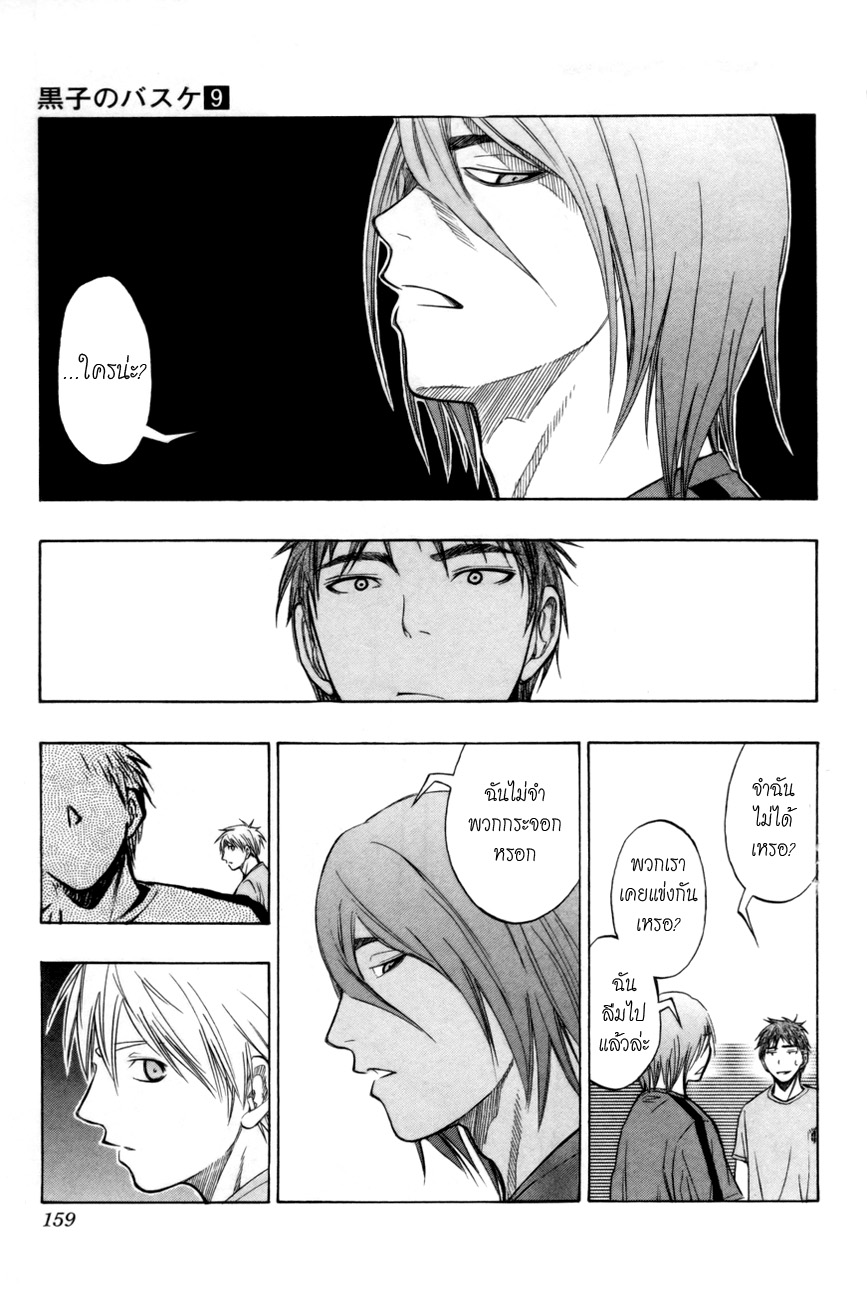 黒子のバスケ 9
...ใครน่ะ?
จำฉัน
ไม่ได้
เหรอ?
พวกเรา
เคยแข่งกัน
เหรอ?
ฉัน
ลืมไป
แล้วล่ะ
ฉันไม่จำ
พวกกระจอก
หรอก
159